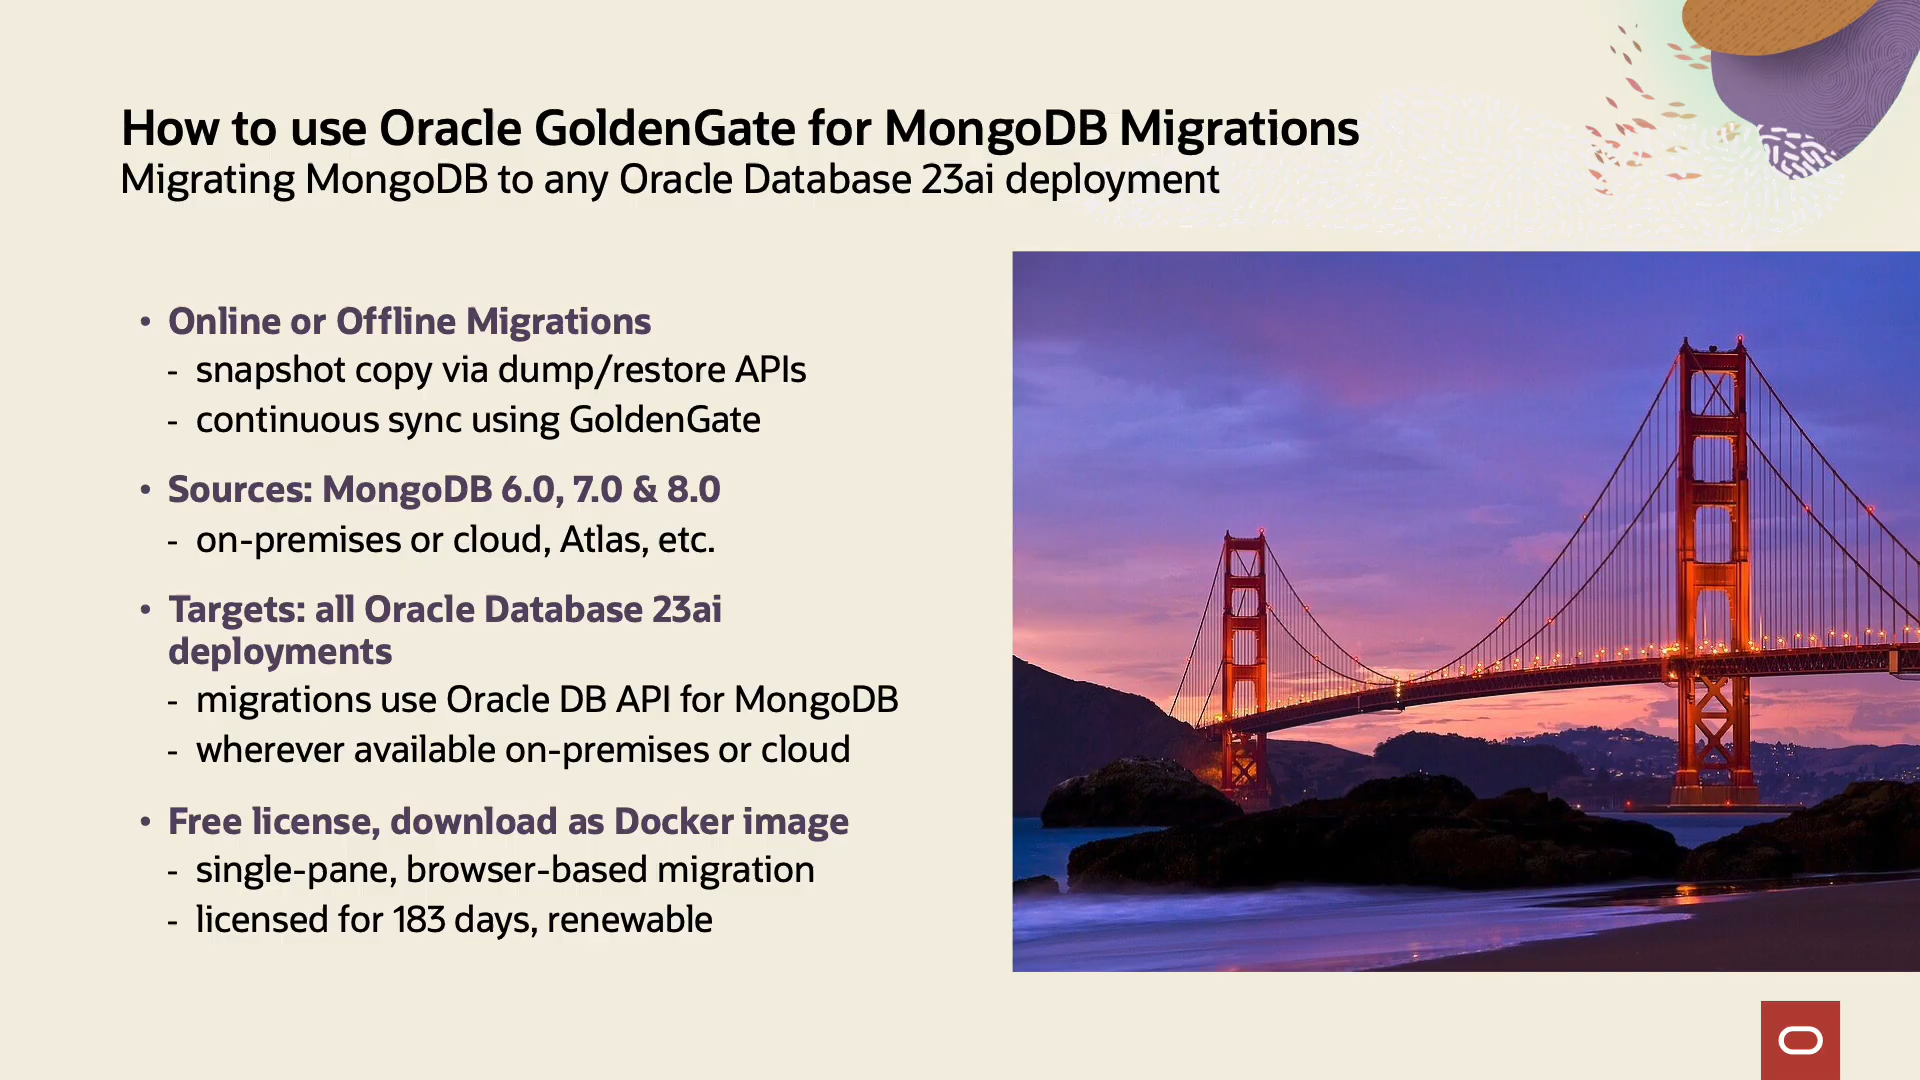 How to use Oracle GoldenGate for MongoDB Migrations
Migrating MongoDB to any Oracle Database 23ai deployment
• Online or Offline Migrations
- snapshot copy via dump/restore APIs
- continuous sync using GoldenGate
• Sources: MongoDB 6.0, 7.0 & 8.0
- on-premises or cloud, Atlas, etc.
• Targets: all Oracle Database 23ai
deployments
- migrations use Oracle DB API for MongoDB
- wherever available on-premises or cloud
• Free license, download as Docker image
- single-pane, browser-based migration
- licensed for 183 days, renewable